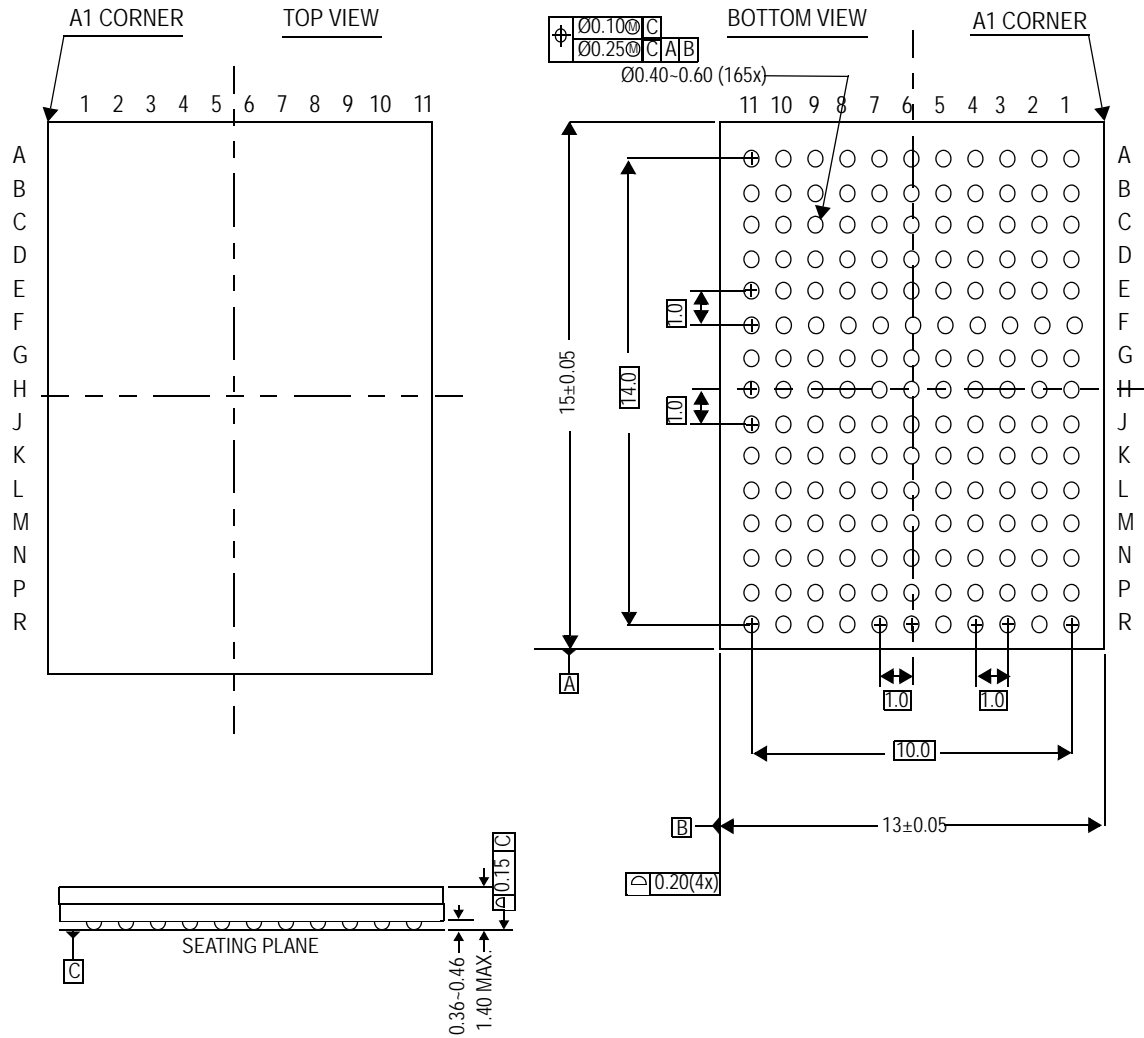 A1 CORNER
TOP VIEW
1 2 3 4 5 6 7 8 9 10 11
A
B
C
D
E
F
G
H
J
K
L
M
N
P
R
Ø0.10Ⓜ C
Ø0.25Ⓜ C A B
Ø0.40~0.60 (165x)
BOTTOM VIEW
A1 CORNER
11 10 9 8 7 6 5 4 3 2 1
A
B
C
D
E
F
G
H
J
K
L
M
N
P
R
1.0
1.0
14.0
15±0.05
A
1.0
1.0
10.0
B
13±0.05
0.20(4x)
0.15 C
SEATING PLANE
C
0.36~0.46
1.40 MAX.